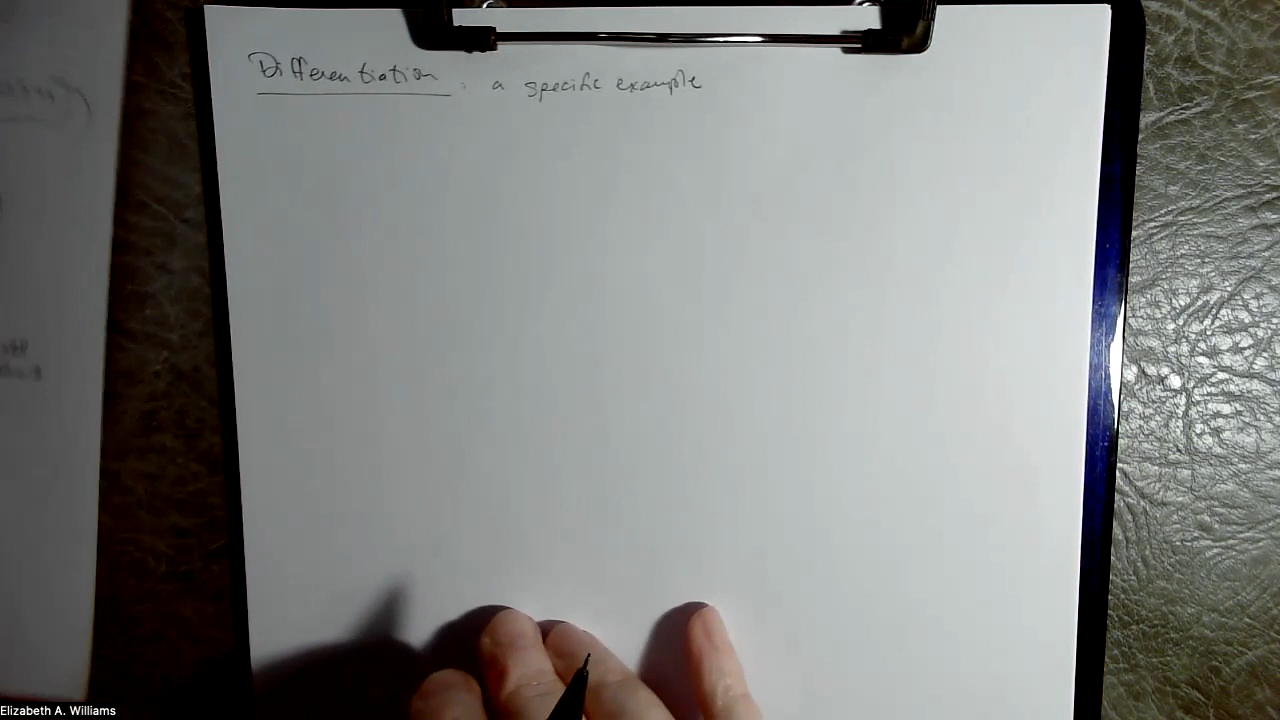 Differentiation : a specific example
Elizabeth A. Williams